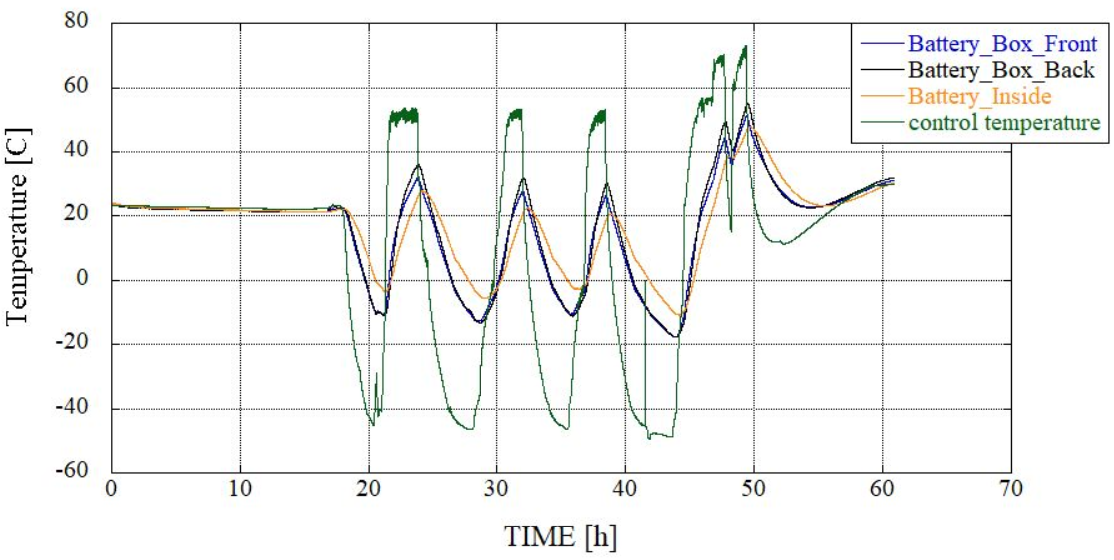 80
60
40
20
0
-20
-40
-60
Temperature [C]
0 10 20 30 40 50 60 70
TIME [h]
Battery_Box_Front
Battery_Box_Back
Battery_Inside
control temperature